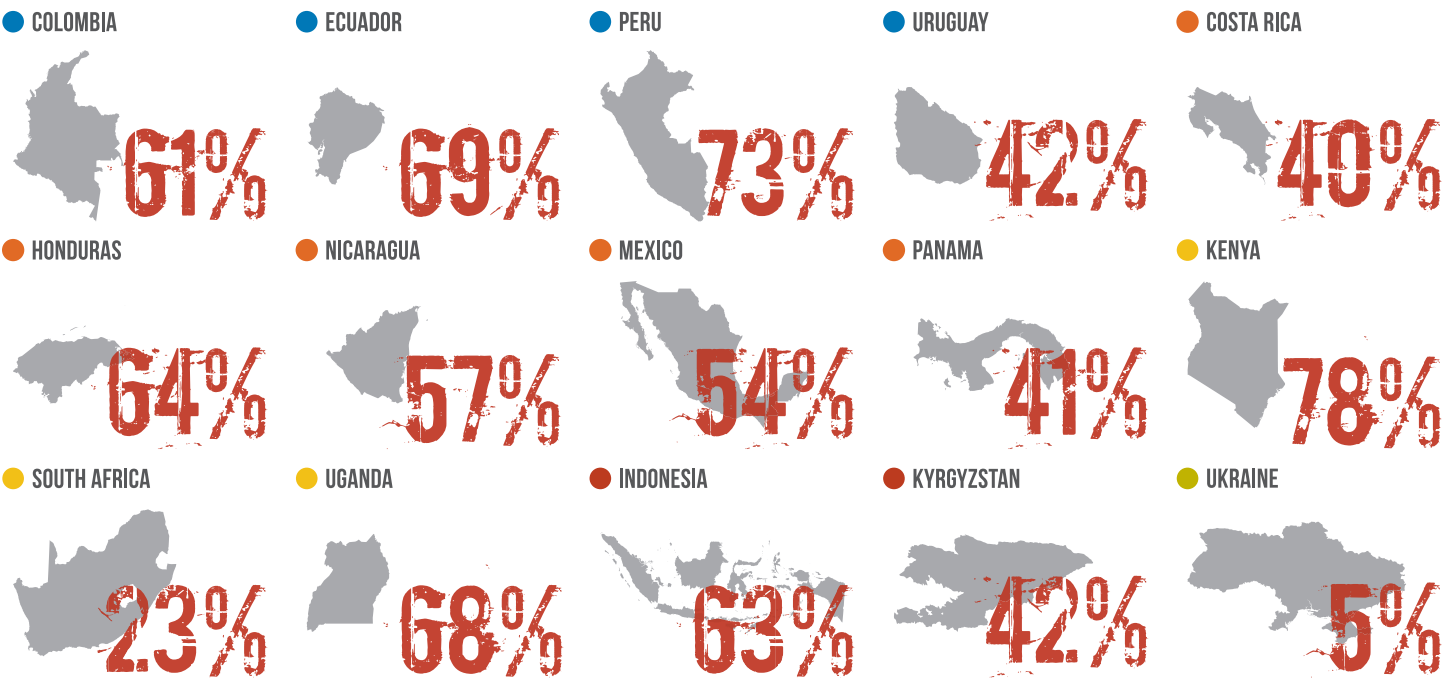 COLOMBIA ECUADOR PERU URUGUAY COSTA RICA
61% 69% 73% 42% 40%
HONDURAS NICARAGUA MEXICO PANAMA KENYA
64% 57% 54% 41% 78%
SOUTH AFRICA UGANDA INDONESIA KYRGYZSTAN UKRAINE
23% 68% 63% 42% 5%